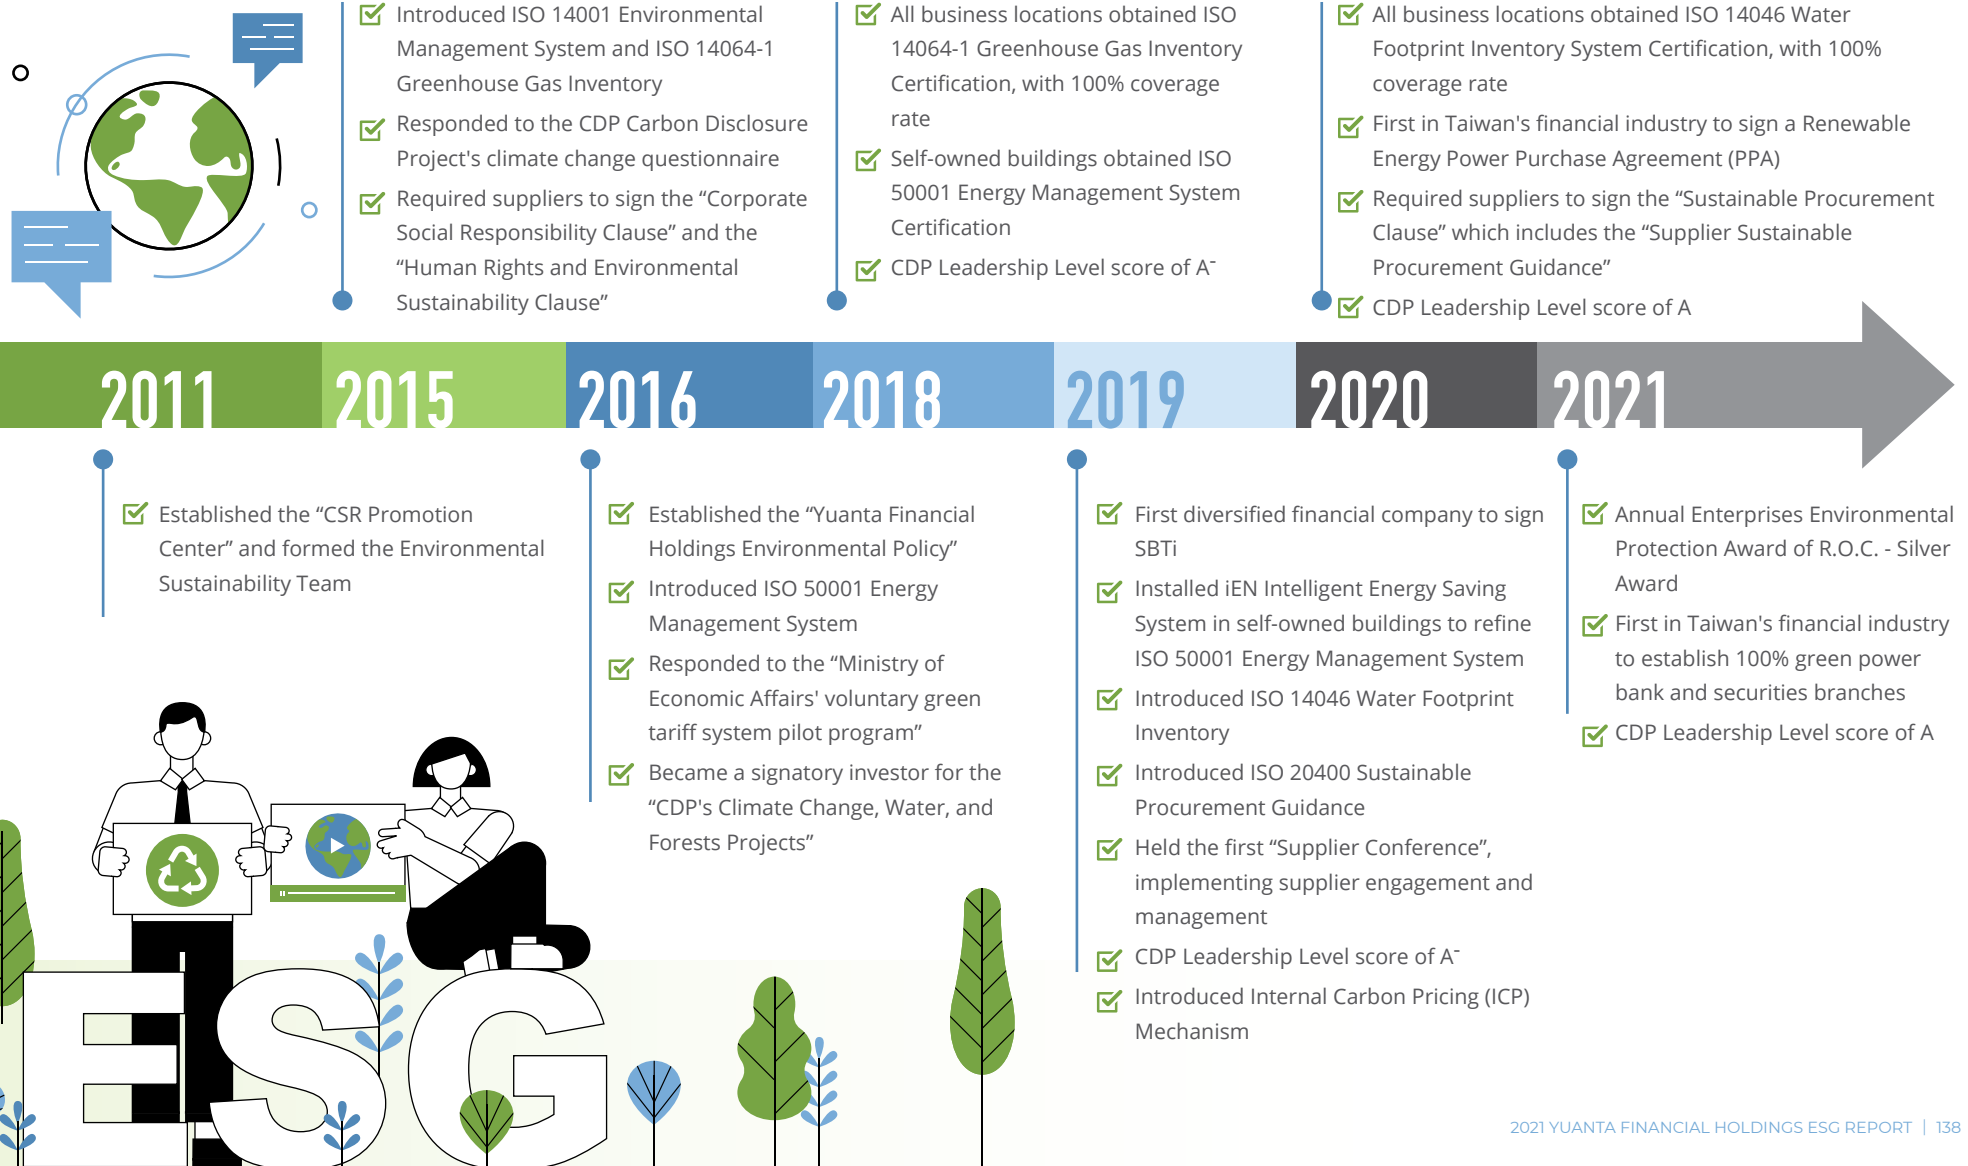 Introduced ISO 14001 Environmental
Management System and ISO 14064-1
Greenhouse Gas Inventory
Responded to the CDP Carbon Disclosure
Project's climate change questionnaire
Required suppliers to sign the “Corporate
Social Responsibility Clause” and the
“Human Rights and Environmental
Sustainability Clause”
All business locations obtained ISO
14064-1 Greenhouse Gas Inventory
Certification, with 100% coverage
rate
Self-owned buildings obtained ISO
50001 Energy Management System
Certification
CDP Leadership Level score of A-
All business locations obtained ISO 14046 Water
Footprint Inventory System Certification, with 100%
coverage rate
First in Taiwan's financial industry to sign a Renewable
Energy Power Purchase Agreement (PPA)
Required suppliers to sign the “Sustainable Procurement
Clause” which includes the “Supplier Sustainable
Procurement Guidance”
CDP Leadership Level score of A
2011 2015 2016 2018 2019 2020 2021
Established the “CSR Promotion
Center” and formed the Environmental
Sustainability Team
Established the “Yuanta Financial
Holdings Environmental Policy”
Introduced ISO 50001 Energy
Management System
Responded to the “Ministry of
Economic Affairs' voluntary green
tariff system pilot program”
Became a signatory investor for the
“CDP's Climate Change, Water, and
Forests Projects”
First diversified financial company to sign
SBTi
Installed iEN Intelligent Energy Saving
System in self-owned buildings to refine
ISO 50001 Energy Management System
Introduced ISO 14046 Water Footprint
Inventory
Introduced ISO 20400 Sustainable
Procurement Guidance
Held the first “Supplier Conference”,
implementing supplier engagement and
management
CDP Leadership Level score of A-
Introduced Internal Carbon Pricing (ICP)
Mechanism
Annual Enterprises Environmental
Protection Award of R.O.C. - Silver
Award
First in Taiwan's financial industry
to establish 100% green power
bank and securities branches
CDP Leadership Level score of A
ESG
2021 YUANTA FINANCIAL HOLDINGS ESG REPORT | 138